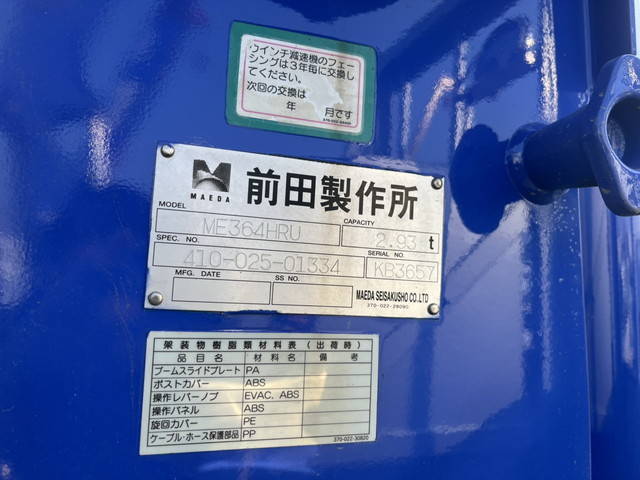 ウインチ減速機のフェー
シングは3年毎に交換し
てください。
次回の交換は
年 月です
MAEDA
前田製作所
MODEL
ME364HRU
CAPACITY
2.93 t
SPEC. NO.
410-025-01334
SERIAL NO.
KR3657
MFG. DATE
SS NO.
MAEDA SEISAKUSHO CO.,LTD
370-022-29090
架装物樹脂類材料表(出荷時)
品目名 材料名 備考
ブームスライドプレート PA
ポストカバー ABS
操作レバーノブ EVAC, ABS
操作パネル ABS
旋回カバー PE
ケーブル・ホース保護部品 PP
370-022-30820